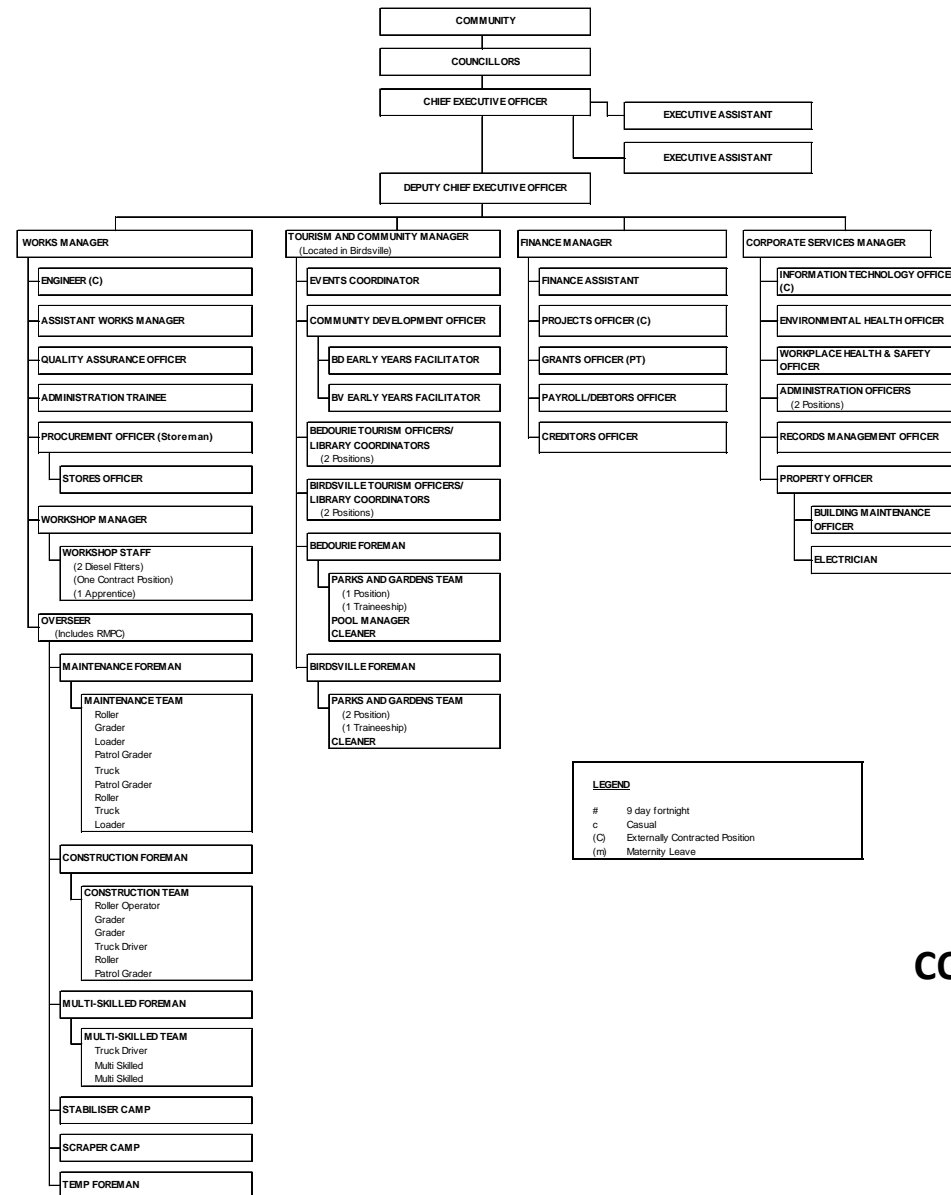 COMMUNITY
COUNCILLORS
CHIEF EXECUTIVE OFFICER
EXECUTIVE ASSISTANT
EXECUTIVE ASSISTANT
DEPUTY CHIEF EXECUTIVE OFFICER
WORKS MANAGER
ENGINEER (C)
ASSISTANT WORKS MANAGER
QUALITY ASSURANCE OFFICER
ADMINISTRATION TRAINEE
PROCUREMENT OFFICER (Storeman)
STORES OFFICER
WORKSHOP MANAGER
WORKSHOP STAFF
(2 Diesel Fitters)
(One Contract Position)
(1 Apprentice)
OVERSEER
(Includes RMPC)
MAINTENANCE FOREMAN
MAINTENANCE TEAM
Roller
Grader
Loader
Patrol Grader
Truck
Patrol Grader
Roller
Truck
Loader
CONSTRUCTION FOREMAN
CONSTRUCTION TEAM
Roller Operator
Grader
Grader
Truck Driver
Roller
Patrol Grader
MULTI-SKILLED FOREMAN
MULTI-SKILLED TEAM
Truck Driver
Multi Skilled
Multi Skilled
STABILISER CAMP
SCRAPER CAMP
TEMP FOREMAN
TOURISM AND COMMUNITY MANAGER
(Located in Birdsville)
EVENTS COORDINATOR
COMMUNITY DEVELOPMENT OFFICER
BD EARLY YEARS FACILITATOR
BV EARLY YEARS FACILITATOR
BEDOURIE TOURISM OFFICERS/
LIBRARY COORDINATORS
(2 Positions)
BIRDSVILLE TOURISM OFFICERS/
LIBRARY COORDINATORS
(2 Positions)
BEDOURIE FOREMAN
PARKS AND GARDENS TEAM
(1 Position)
(1 Traineeship)
POOL MANAGER
CLEANER
BIRDSVILLE FOREMAN
PARKS AND GARDENS TEAM
(2 Position)
(1 Traineeship)
CLEANER
FINANCE MANAGER
FINANCE ASSISTANT
PROJECTS OFFICER (C)
GRANTS OFFICER (PT)
PAYROLL/DEBTORS OFFICER
CREDITORS OFFICER
CORPORATE SERVICES MANAGER
INFORMATION TECHNOLOGY OFFICE
(C)
ENVIRONMENTAL HEALTH OFFICER
WORKPLACE HEALTH & SAFETY
OFFICER
ADMINISTRATION OFFICERS
(2 Positions)
RECORDS MANAGEMENT OFFICER
PROPERTY OFFICER
BUILDING MAINTENANCE
OFFICER
ELECTRICIAN
LEGEND
# 9 day fortnight
c Casual
(C) Externally Contracted Position
(m) Maternity Leave